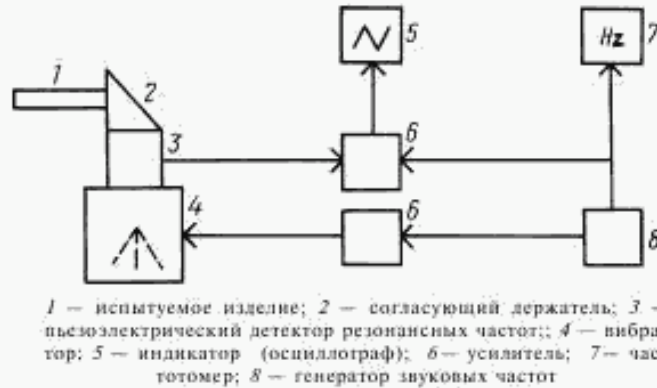 5
7
Hz
1
2
3
6
4
6
8
1 — испытуемое изделие; 2 — согласующий держатель; 3 —
пьезоэлектрический детектор резонансных частот;; 4 — вибра
тор; 5 — индикатор (осциллограф); 6 — усилитель; 7 — час
тотомер; 8 — генератор звуковых частот